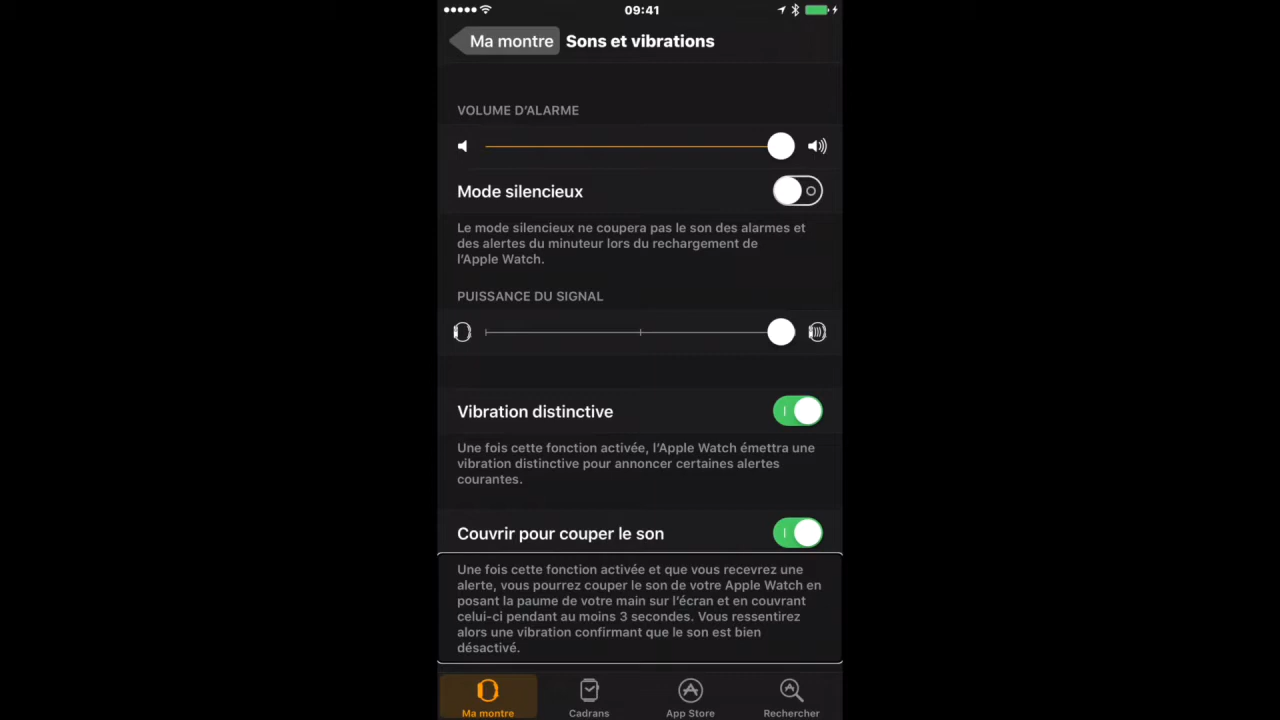 09:41
Ma montre Sons et vibrations
VOLUME D’ALARME
Mode silencieux
Le mode silencieux ne coupera pas le son des alarmes et
des alertes du minuteur lors du rechargement de
l’Apple Watch.
PUISSANCE DU SIGNAL
Vibration distinctive
Une fois cette fonction activée, l’Apple Watch émettra une
vibration distinctive pour annoncer certaines alertes
courantes.
Couvrir pour couper le son
Une fois cette fonction activée et que vous recevrez une
alerte, vous pourrez couper le son de votre Apple Watch en
posant la paume de votre main sur l’écran et en couvrant
celui-ci pendant au moins 3 secondes. Vous ressentirez
alors une vibration confirmant que le son est bien
désactivé.
Ma montre Cadrans App Store Rechercher